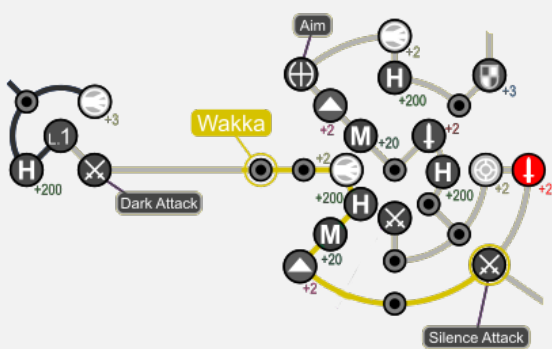 Aim
+2
+3
+200
+3
+2
+20
+2
Wakka
L.1
+2
H
H
M
H
+200
Dark Attack
+200
H
+200
+2
+2
H
M
+20
+2
Silence Attack